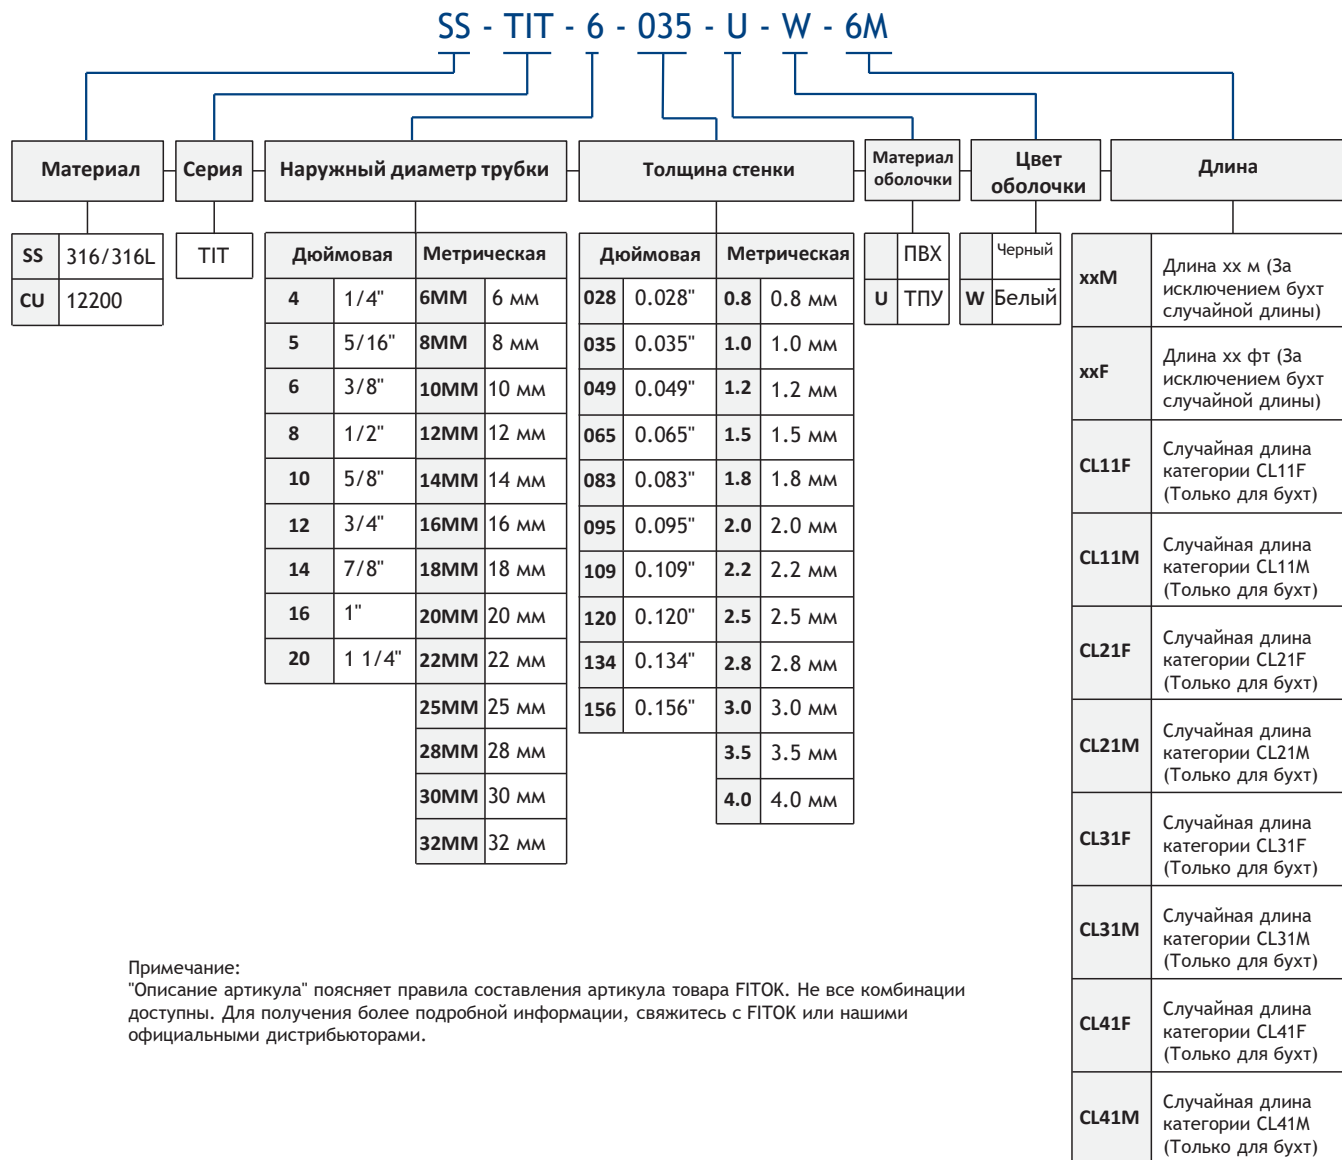 SS - TIT - 6 - 035 - U - W - 6M
Материал
Серия
Наружный диаметр трубки
Толщина стенки
Материал
оболочки
Цвет
оболочки
Длина
SS 316/316L
CU 12200
TIT
Дюймовая Метрическая
4 1/4" 6MM 6 мм
5 5/16" 8MM 8 мм
6 3/8" 10MM 10 мм
8 1/2" 12MM 12 мм
10 5/8" 14MM 14 мм
12 3/4" 16MM 16 мм
14 7/8" 18MM 18 мм
16 1" 20MM 20 мм
20 1 1/4" 22MM 22 мм
25MM 25 мм
28MM 28 мм
30MM 30 мм
32MM 32 мм
Дюймовая Метрическая
028 0.028" 0.8 0.8 мм
035 0.035" 1.0 1.0 мм
049 0.049" 1.2 1.2 мм
065 0.065" 1.5 1.5 мм
083 0.083" 1.8 1.8 мм
095 0.095" 2.0 2.0 мм
109 0.109" 2.2 2.2 мм
120 0.120" 2.5 2.5 мм
134 0.134" 2.8 2.8 мм
156 0.156" 3.0 3.0 мм
3.5 3.5 мм
4.0 4.0 мм
ПВХ
U ТПУ
Черный
W Белый
xxM
Длина xx м (За
исключением бухт
случайной длины)
xxF
Длина xx фт (За
исключением бухт
случайной длины)
CL11F
Случайная длина
категории CL11F
(Только для бухт)
CL11M
Случайная длина
категории CL11M
(Только для бухт)
CL21F
Случайная длина
категории CL21F
(Только для бухт)
CL21M
Случайная длина
категории CL21M
(Только для бухт)
CL31F
Случайная длина
категории CL31F
(Только для бухт)
CL31M
Случайная длина
категории CL31M
(Только для бухт)
CL41F
Случайная длина
категории CL41F
(Только для бухт)
CL41M
Случайная длина
категории CL41M
(Только для бухт)
Примечание:
"Описание артикула" поясняет правила составления артикула товара FITOK. Не все комбинации
доступны. Для получения более подробной информации, свяжитесь с FITOK или нашими
официальными дистрибьюторами.